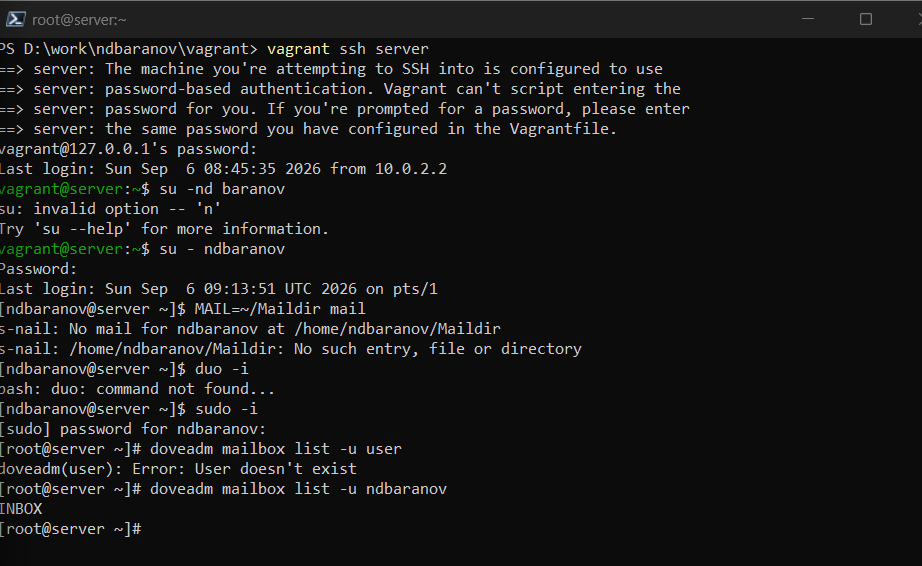 root@server:~
PS D:\work\ndbaranov\vagrant> vagrant ssh server
==> server: The machine you're attempting to SSH into is configured to use
==> server: password-based authentication. Vagrant can't script entering the
==> server: password for you. If you're prompted for a password, please enter
==> server: the same password you have configured in the Vagrantfile.
vagrant@127.0.0.1's password:
Last login: Sun Sep  6 08:45:35 2026 from 10.0.2.2
vagrant@server:~$ su -nd baranov
su: invalid option -- 'n'
Try 'su --help' for more information.
vagrant@server:~$ su - ndbaranov
Password:
Last login: Sun Sep  6 09:13:51 UTC 2026 on pts/1
[ndbaranov@server ~]$ MAIL=~/Maildir mail
s-nail: No mail for ndbaranov at /home/ndbaranov/Maildir
s-nail: /home/ndbaranov/Maildir: No such entry, file or directory
[ndbaranov@server ~]$ duo -i
bash: duo: command not found...
[ndbaranov@server ~]$ sudo -i
[sudo] password for ndbaranov:
[root@server ~]# doveadm mailbox list -u user
doveadm(user): Error: User doesn't exist
[root@server ~]# doveadm mailbox list -u ndbaranov
INBOX
[root@server ~]#